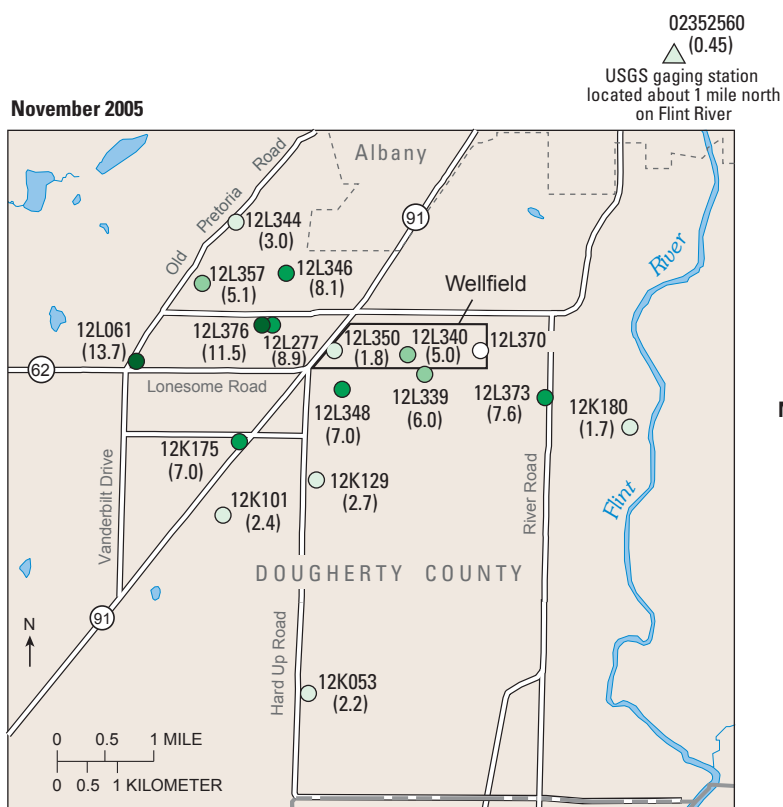 02352560
(0.45)
USGS gaging station
located about 1 mile north
on Flint River
November 2005
Albany
Old Pretoria Road
91
12L344
(3.0)
River
12L357
(5.1)
12L346
(8.1)
Wellfield
12L061
(13.7)
12L376
(11.5)
12L277
(8.9)
12L350
(1.8)
12L340
(5.0)
12L370
62
Lonesome Road
12L348
(7.0)
12L339
(6.0)
12L373
(7.6)
12K180
(1.7)
12K175
(7.0)
Vanderbilt Drive
12K129
(2.7)
12K101
(2.4)
River Road
Flint
DOUGHERTY COUNTY
91
N
Hard Up Road
12K053
(2.2)
0 0.5 1 MILE
0 0.5 1 KILOMETER